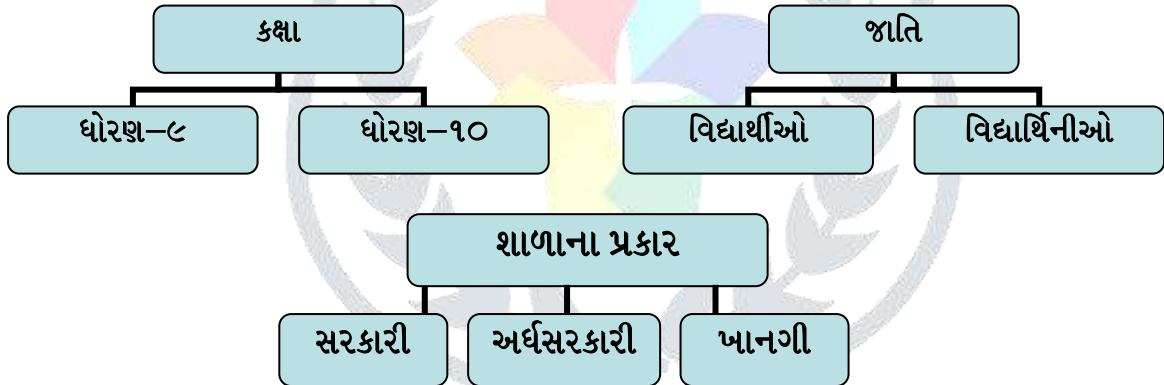 કક્ષા
જાતિ
ધોરણ–૯
ધોરણ–૧૦
વિદ્યાર્થીઓ
વિદ્યાર્થિનીઓ
શાળાના પ્રકાર
સરકારી
અર્ધસરકારી
ખાનગી